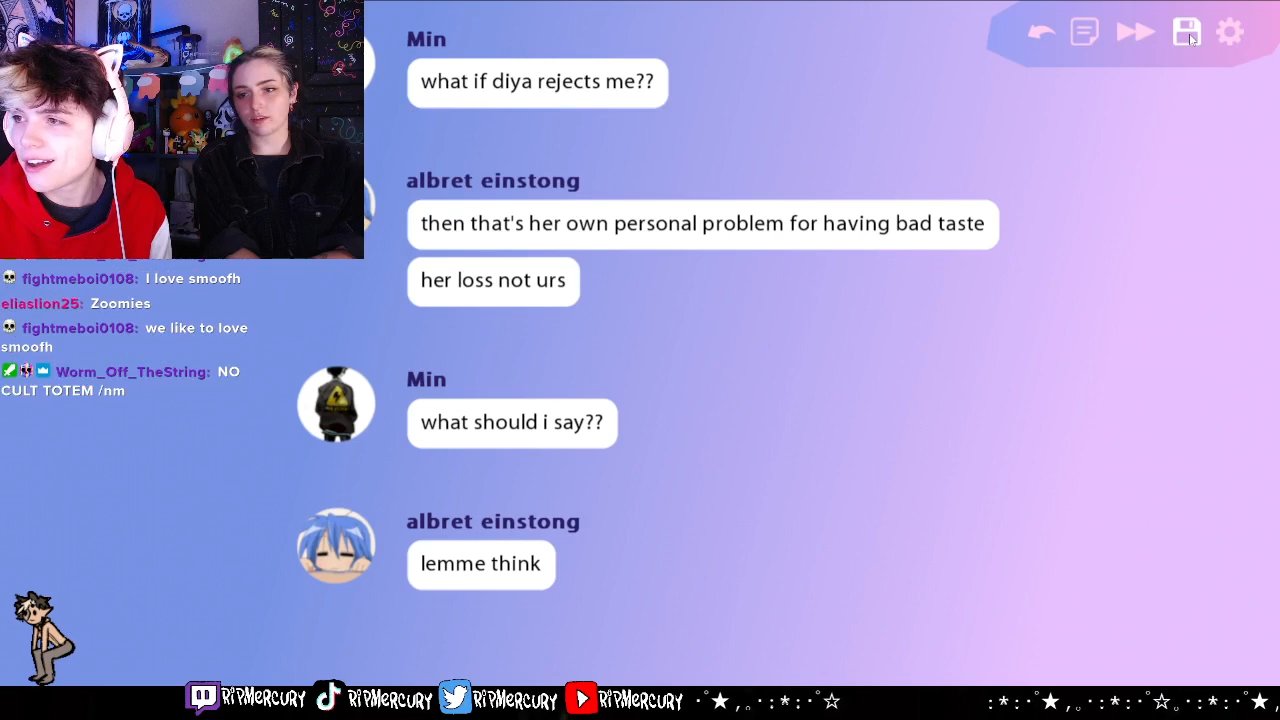 Min
what if diya rejects me??
albret einstong
then that's her own personal problem for having bad taste
her loss not urs
Min
what should i say??
albret einstong
lemme think
fightmeboi0108: I love smoofh
eliaslion25: Zoomies
fightmeboi0108: we like to love
smoofh
Worm_Off_TheString: NO
CULT TOTEM /nm
RIPMERCURY RIPMERCURY RIPMERCURY RIPMERCURY